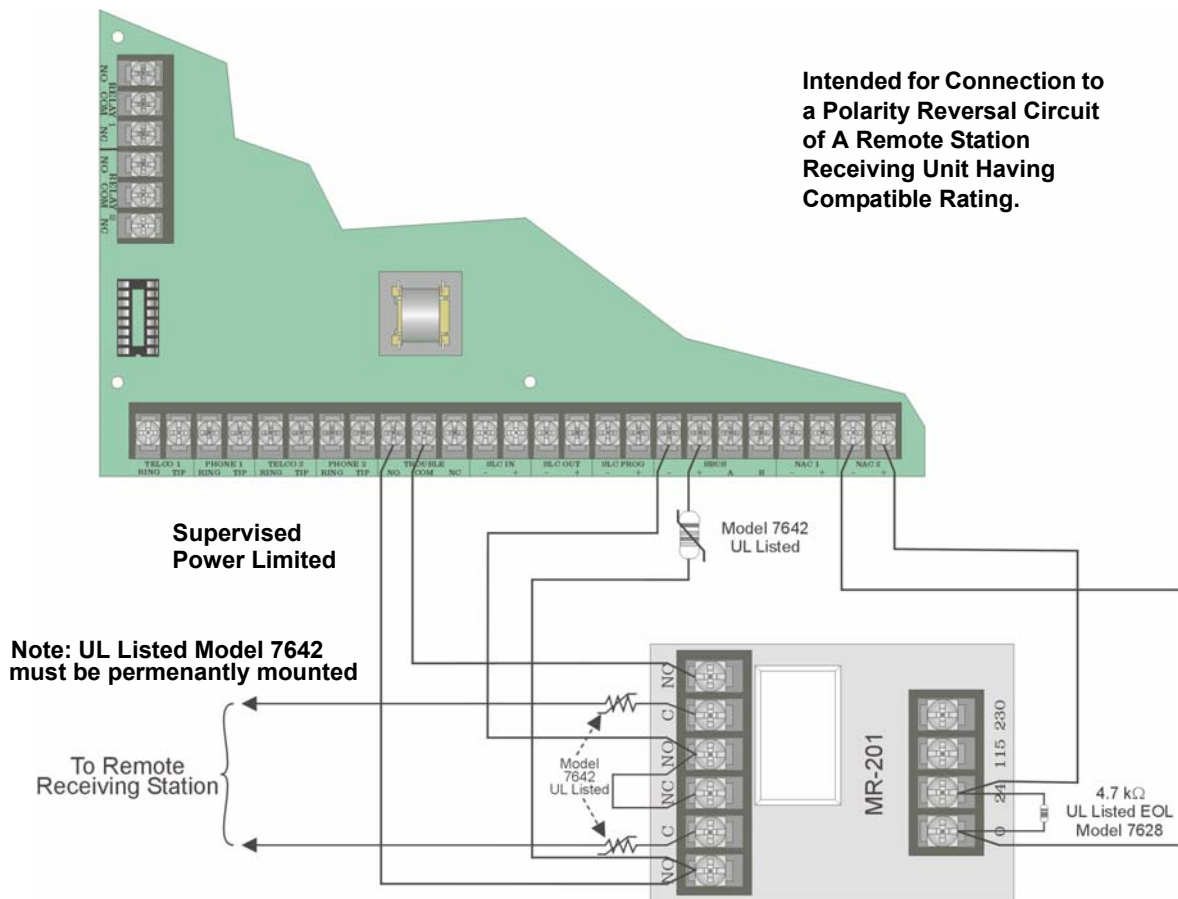 Intended for Connection to
a Polarity Reversal Circuit
of A Remote Station
Receiving Unit Having
Compatible Rating.
NO COM NC
RELAY 1
NO COM NC
RELAY 2
TELCO 1 PHONE 1 TELCO 2 PHONE 2 TROUBLE SLC IN SLC OUT SLC PROG SBUS NAC 1 NAC 2
RING TIP RING TIP RING TIP RING TIP NO COM NC - + - + - + - + A B - + - +
Supervised
Power Limited
Model 7642
UL Listed
Note: UL Listed Model 7642
must be permenantly mounted
To Remote
Receiving Station
Model
7642
UL Listed
NO
C
NO
NC
C
NO
MR-201
230
115
24
0
4.7 kΩ
UL Listed EOL
Model 7628